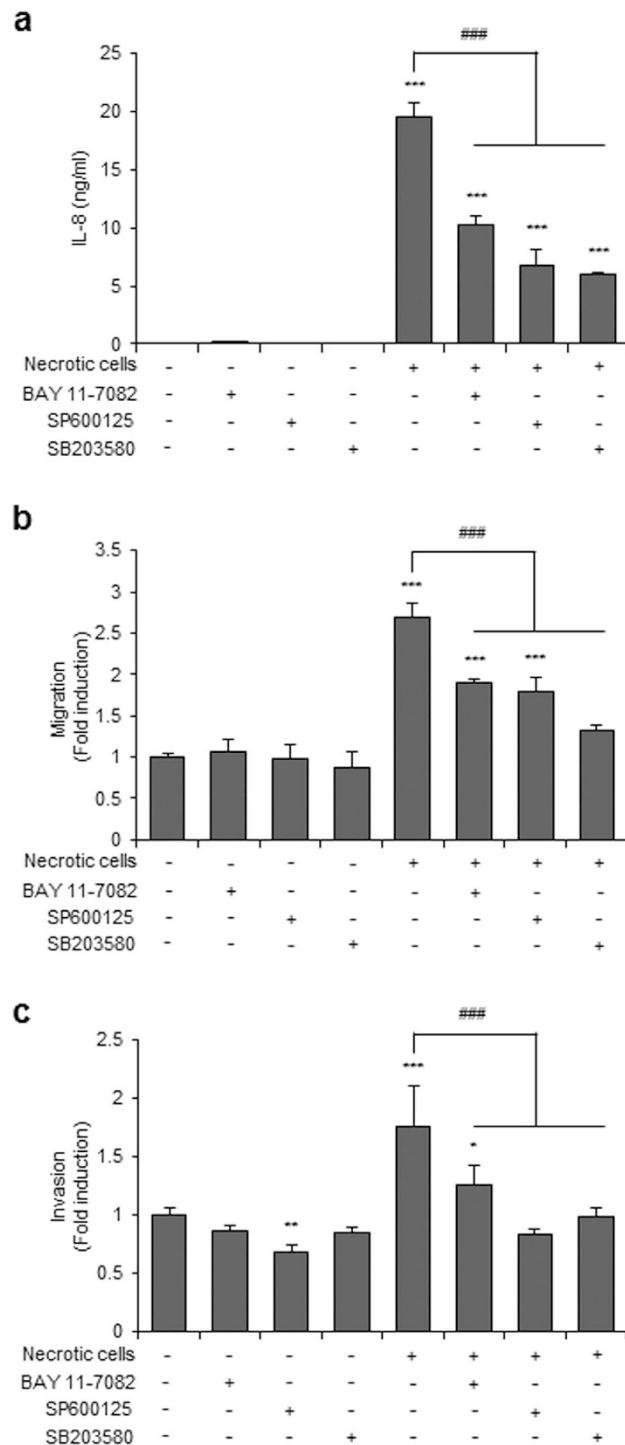 a
###
25
20
15
10
5
0
IL-8 (ng/ml)
*** *** *** ***
Necrotic cells - - - - + + + +
BAY 11-7082 - + - - - + - -
SP600125 - - + - - - + -
SB203580 - - - + - - - +
b
###
3.5
3
2.5
2
1.5
1
0.5
0
Migration
(Fold induction)
*** *** ***
Necrotic cells - - - - + + + +
BAY 11-7082 - + - - - + - -
SP600125 - - + - - - + -
SB203580 - - - + - - - +
c
###
2.5
2
1.5
1
0.5
0
Invasion
(Fold induction)
** *** *
Necrotic cells - - - - + + + +
BAY 11-7082 - + - - - + - -
SP600125 - - + - - - + -
SB203580 - - - + - - - +